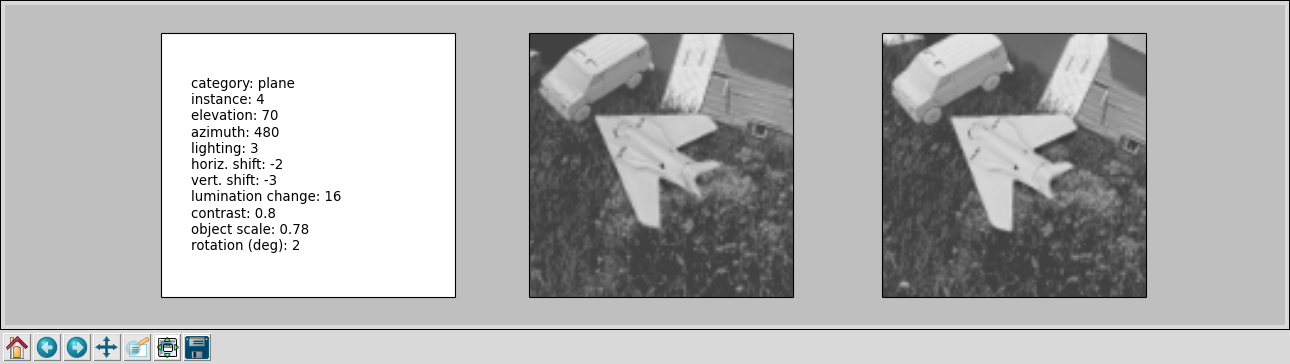 category: plane
instance: 4
elevation: 70
azimuth: 480
lighting: 3
horiz. shift: -2
vert. shift: -3
lumination change: 16
contrast: 0.8
object scale: 0.78
rotation (deg): 2